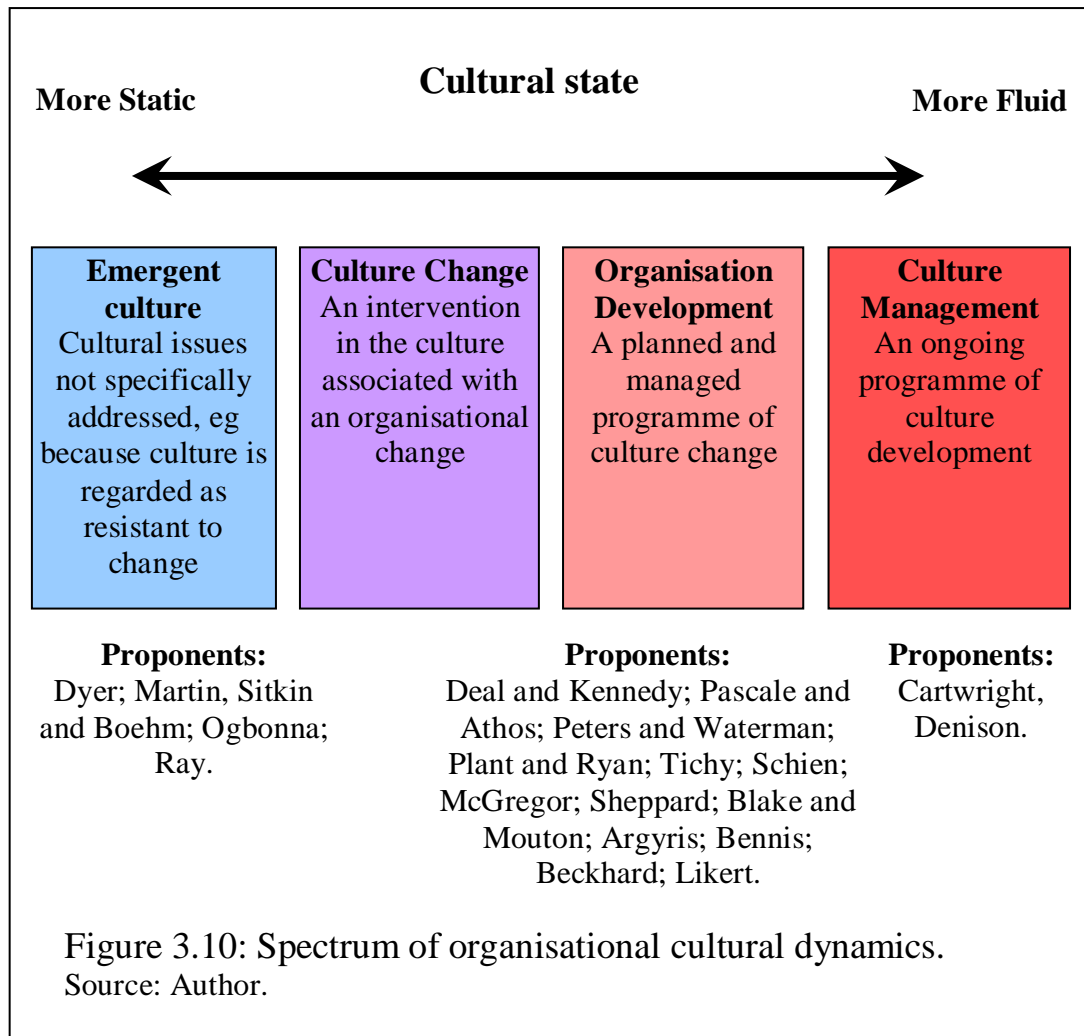 Cultural state
More Static
More Fluid
Emergent
culture
Cultural issues
not specifically
addressed, eg
because culture is
regarded as
resistant to
change
Culture Change
An intervention
in the culture
associated with
an organisational
change
Organisation
Development
A planned and
managed
programme of
culture change
Culture
Management
An ongoing
programme of
culture
development
Proponents:
Dyer; Martin, Sitkin
and Boehm; Ogbonna;
Ray.
Proponents:
Deal and Kennedy; Pascale and
Athos; Peters and Waterman;
Plant and Ryan; Tichy; Schien;
McGregor; Sheppard; Blake and
Mouton; Argyris; Bennis;
Beckhard; Likert.
Proponents:
Cartwright,
Denison.
Figure 3.10: Spectrum of organisational cultural dynamics.
Source: Author.